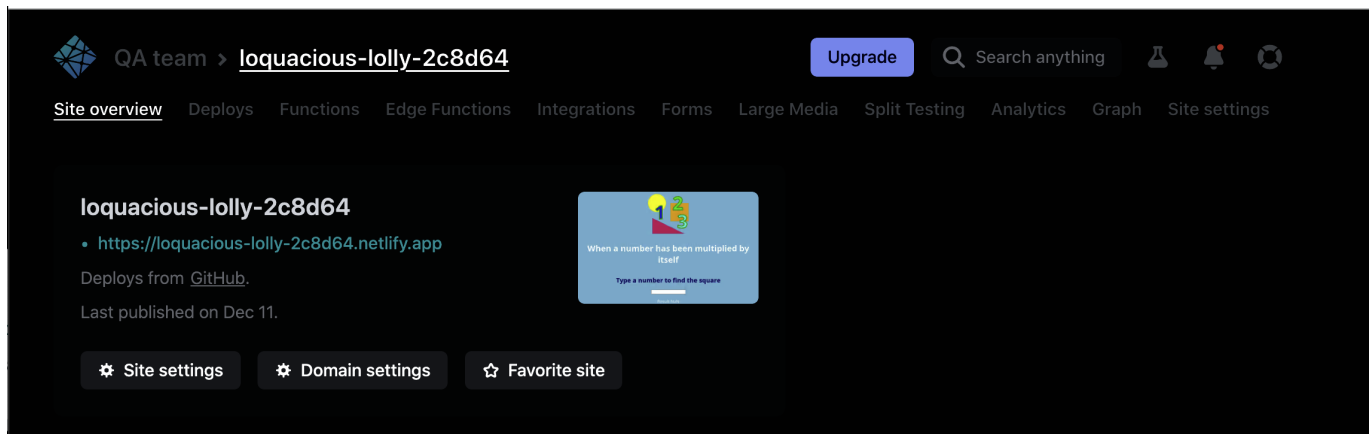 QA team > loquacious-lolly-2c8d64
Upgrade
Search anything
Site overview Deploys Functions Edge Functions Integrations Forms Large Media Split Testing Analytics Graph Site settings
loquacious-lolly-2c8d64
• https://loquacious-lolly-2c8d64.netlify.app
Deploys from GitHub.
Last published on Dec 11.
Site settings
Domain settings
Favorite site
1 2 3
When a number has been multiplied by
itself
Type a number to find the square